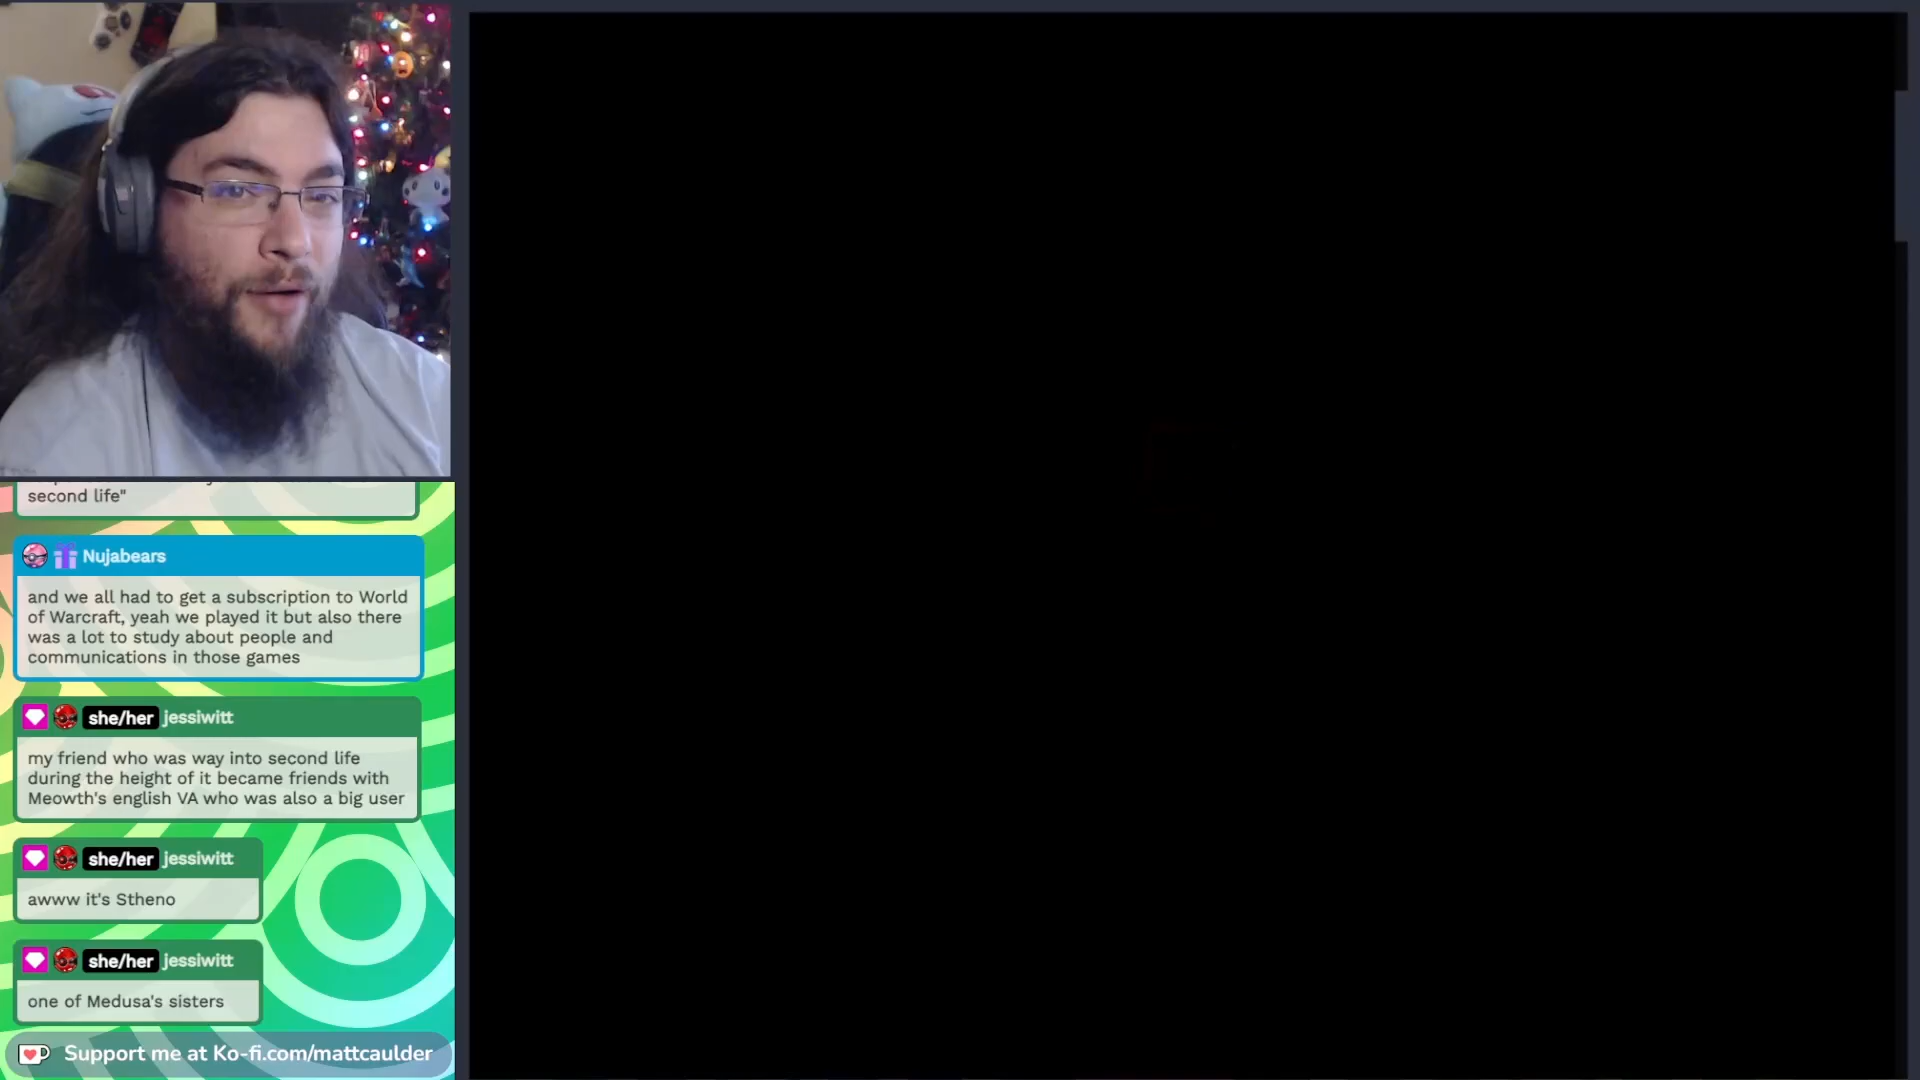 second life"
Nujabears
and we all had to get a subscription to World
of Warcraft, yeah we played it but also there
was a lot to study about people and
communications in those games
she/her jessiwitt
my friend who was way into second life
during the height of it became friends with
Meowth's english VA who was also a big user
she/her jessiwitt
awww it's Stheno
she/her jessiwitt
one of Medusa's sisters
Support me at Ko-fi.com/mattcaulder